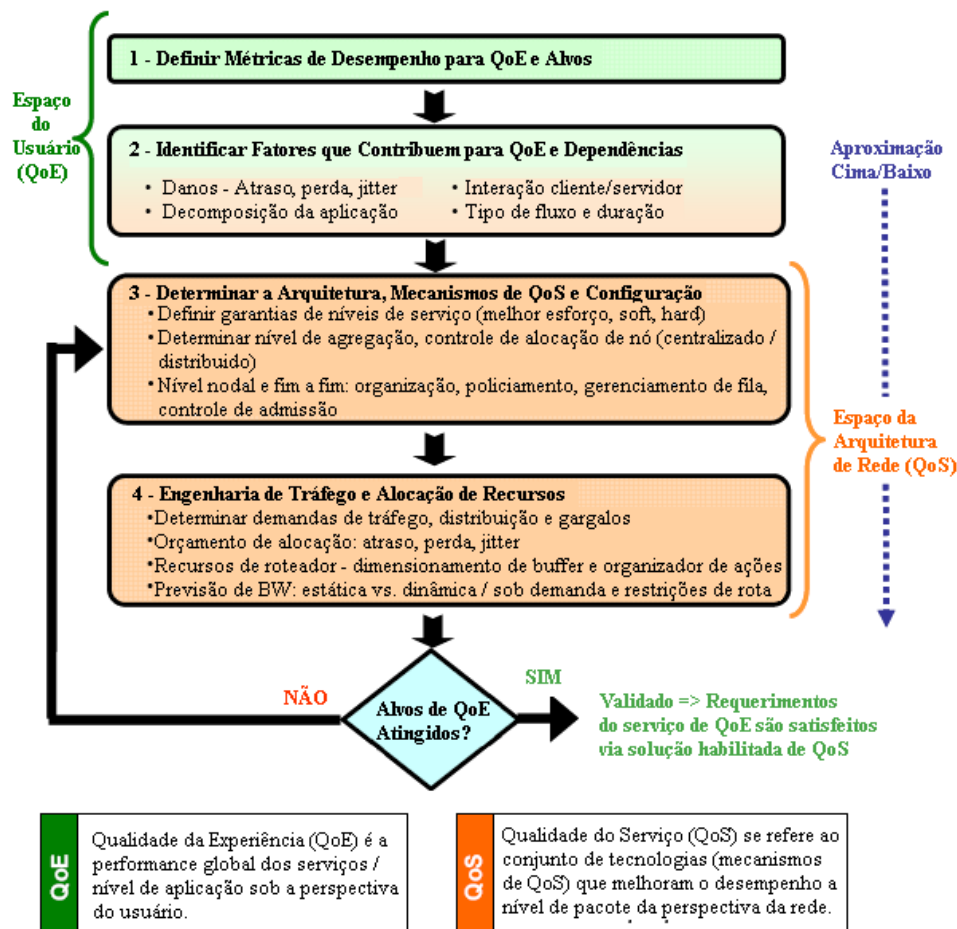 1 - Definir Métricas de Desempenho para QoE e Alvos
Espaço
do
Usuário
(QoE)
2 - Identificar Fatores que Contribuem para QoE e Dependências
• Danos - Atraso, perda, jitter
• Decomposição da aplicação
• Interação cliente/servidor
• Tipo de fluxo e duração
Aproximação
Cima/Baixo
3 - Determinar a Arquitetura, Mecanismos de QoS e Configuração
• Definir garantias de níveis de serviço (melhor esforço, soft, hard)
• Determinar nível de agregação, controle de alocação de nó (centralizado /
distribuido)
• Nível nodal e fim a fim: organização, policiamento, gerenciamento de fila,
controle de admissão
Espaço da
Arquitetura
de Rede (QoS)
4 - Engenharia de Tráfego e Alocação de Recursos
•Determinar demandas de tráfego, distribuição e gargalos
•Orçamento de alocação: atraso, perda, jitter
•Recursos de roteador - dimensionamento de buffer e organizador de ações
•Previsão de BW: estática vs. dinâmica / sob demanda e restrições de rota
NÃO
Alvos de QoE
Atingidos?
SIM
Validado => Requerimentos
do serviço de QoE são satisfeitos
via solução habilitada de QoS
QoE
Qualidade da Experiência (QoE) é a
performance global dos serviços /
nível de aplicação sob a perspectiva
do usuário.
QoS
Qualidade do Serviço (QoS) se refere ao
conjunto de tecnologias (mecanismos
de QoS) que melhoram o desempenho a
nível de pacote da perspectiva da rede.